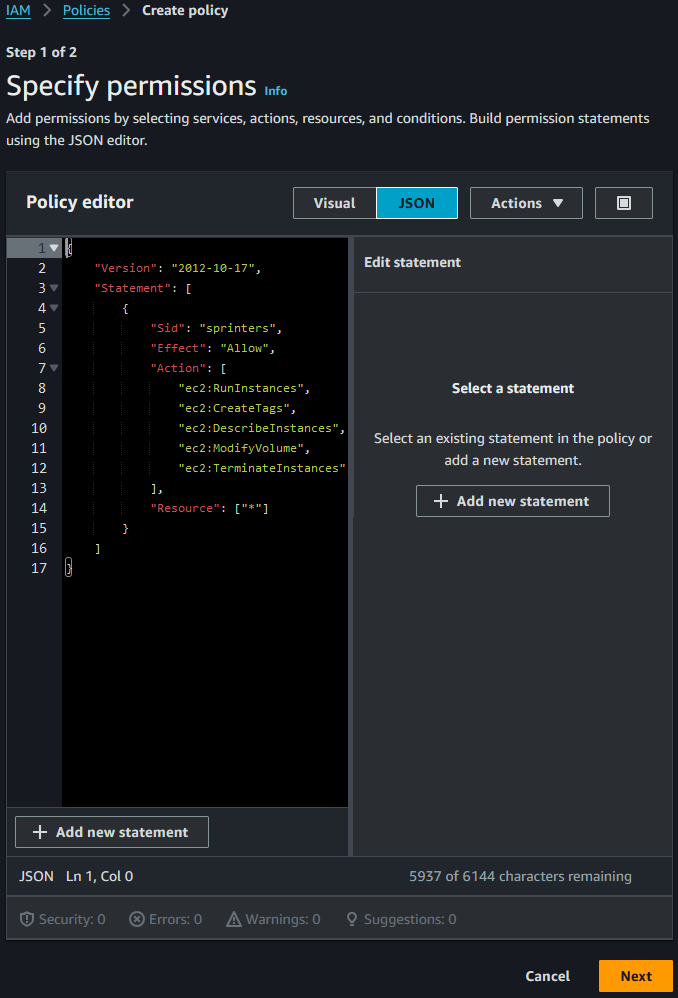 IAM > Policies > Create policy
Step 1 of 2
Specify permissions Info
Add permissions by selecting services, actions, resources, and conditions. Build permission statements
using the JSON editor.
Policy editor
Visual JSON Actions
1 {
2 "Version": "2012-10-17",
3 "Statement": [
4 {
5 "Sid": "sprinters",
6 "Effect": "Allow",
7 "Action": [
8 "ec2:RunInstances",
9 "ec2:CreateTags",
10 "ec2:DescribeInstances",
11 "ec2:ModifyVolume",
12 "ec2:TerminateInstances"
13 ],
14 "Resource": ["*"]
15 }
16 ]
17 }
+ Add new statement
Edit statement
Select a statement
Select an existing statement in the policy or
add a new statement.
+ Add new statement
JSON Ln 1, Col 0 5937 of 6144 characters remaining
Security: 0 Errors: 0 Warnings: 0 Suggestions: 0
Cancel Next